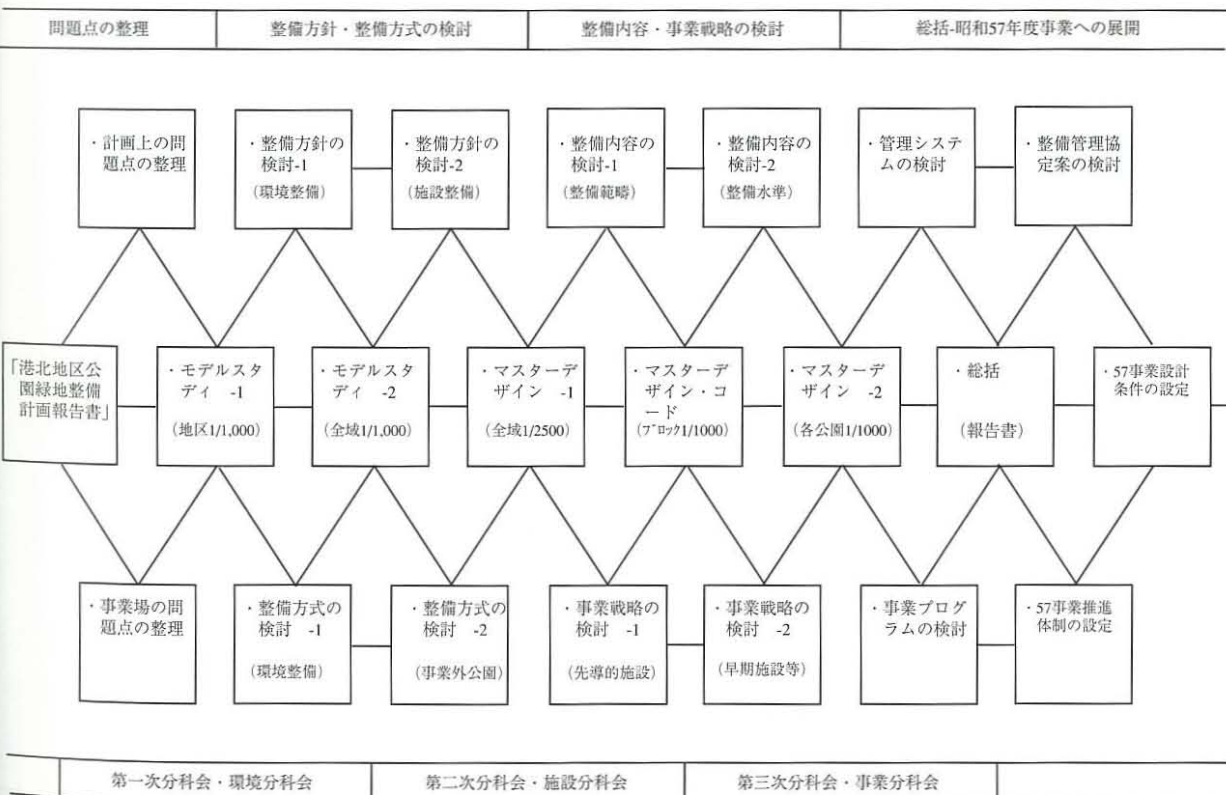 問題点の整理
整備方針・整備方式の検討
整備内容・事業戦略の検討
総括-昭和57年度事業への展開
・計画上の問
題点の整理
・整備方針の
検討-1
(環境整備)
・整備方針の
検討-2
(施設整備)
・整備内容の
検討-1
(整備範疇)
・整備内容の
検討-2
(整備水準)
・管理システ
ムの検討
・整備管理協
定案の検討
「港北地区公
園緑地整備
計画報告書」
・モデルスタ
ディ -1
(地区1/1,000)
・モデルスタ
ディ -2
(全域1/1,000)
・マスターデ
ザイン -1
(全域1/2500)
・マスターデ
ザイン・コ
ード
(ブロック1/1000)
・マスターデ
ザイン -2
(各公園1/1000)
・総括
(報告書)
・57事業設計
条件の設定
・事業場の問
題点の整理
・整備方式の
検討 -1
(環境整備)
・整備方式の
検討 -2
(事業外公園)
・事業戦略の
検討 -1
(先導的施設)
・事業戦略の
検討 -2
(早期施設等)
・事業プログ
ラムの検討
・57事業推進
体制の設定
第一次分科会・環境分科会
第二次分科会・施設分科会
第三次分科会・事業分科会